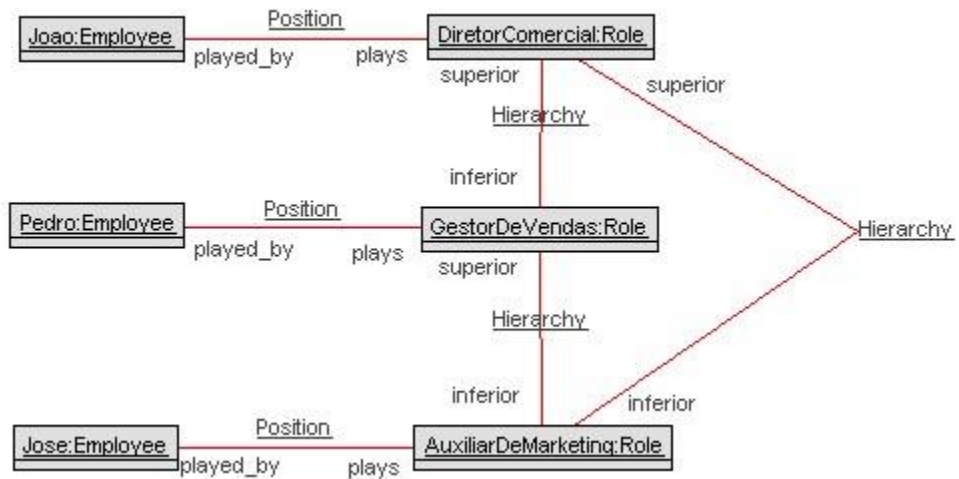 Position
Joao:Employee
DiretorComercial:Role
played_by
plays
superior
superior
Hierarchy
inferior
Position
Pedro:Employee
GestorDeVendas:Role
Hierarchy
played_by
plays
superior
Hierarchy
inferior
inferior
Position
Jose:Employee
AuxiliarDeMarketing:Role
played_by
plays